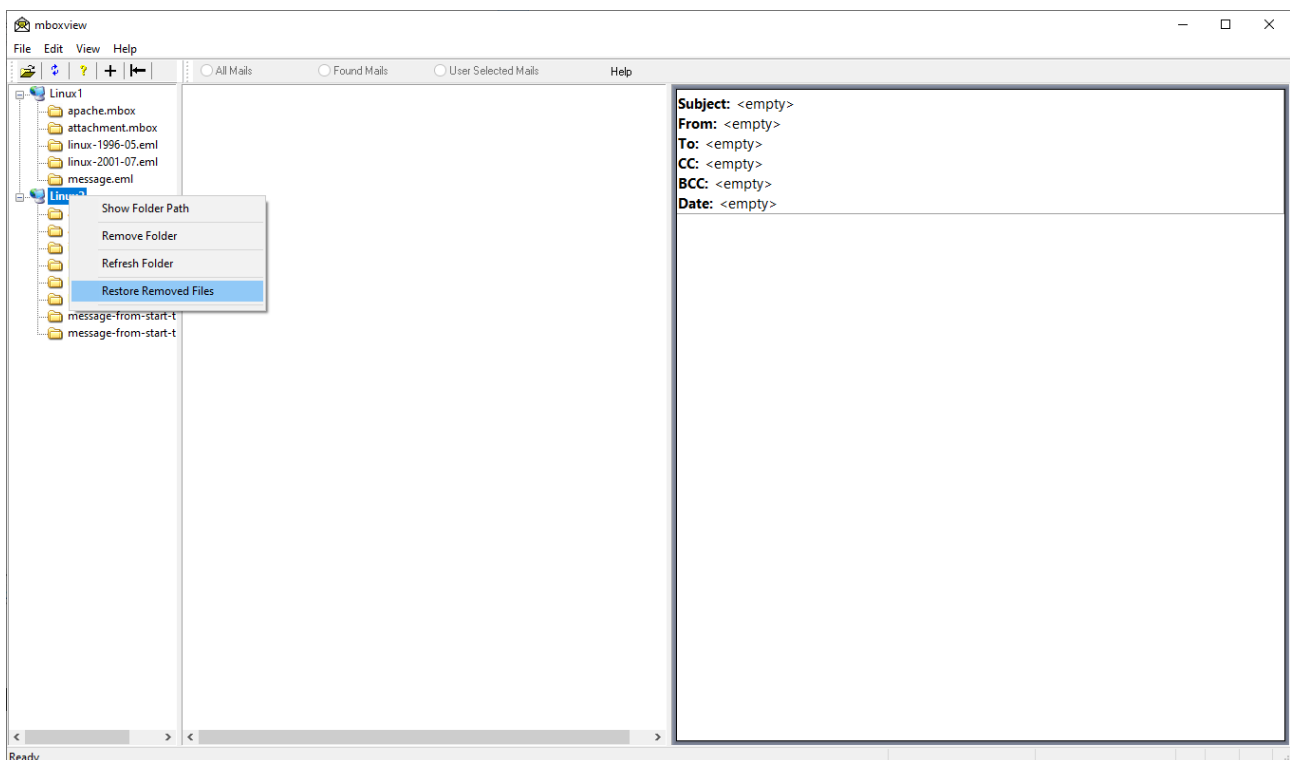 mboxview
File Edit View Help
? All Mails Found Mails User Selected Mails Help
Linux1
apache.mbox
attachment.mbox
linux-1996-05.eml
linux-2001-07.eml
message.eml
Show Folder Path
Remove Folder
Refresh Folder
Restore Removed Files
message-from-start-t
message-from-start-t
Subject: <empty>
From: <empty>
To: <empty>
CC: <empty>
BCC: <empty>
Date: <empty>
Ready